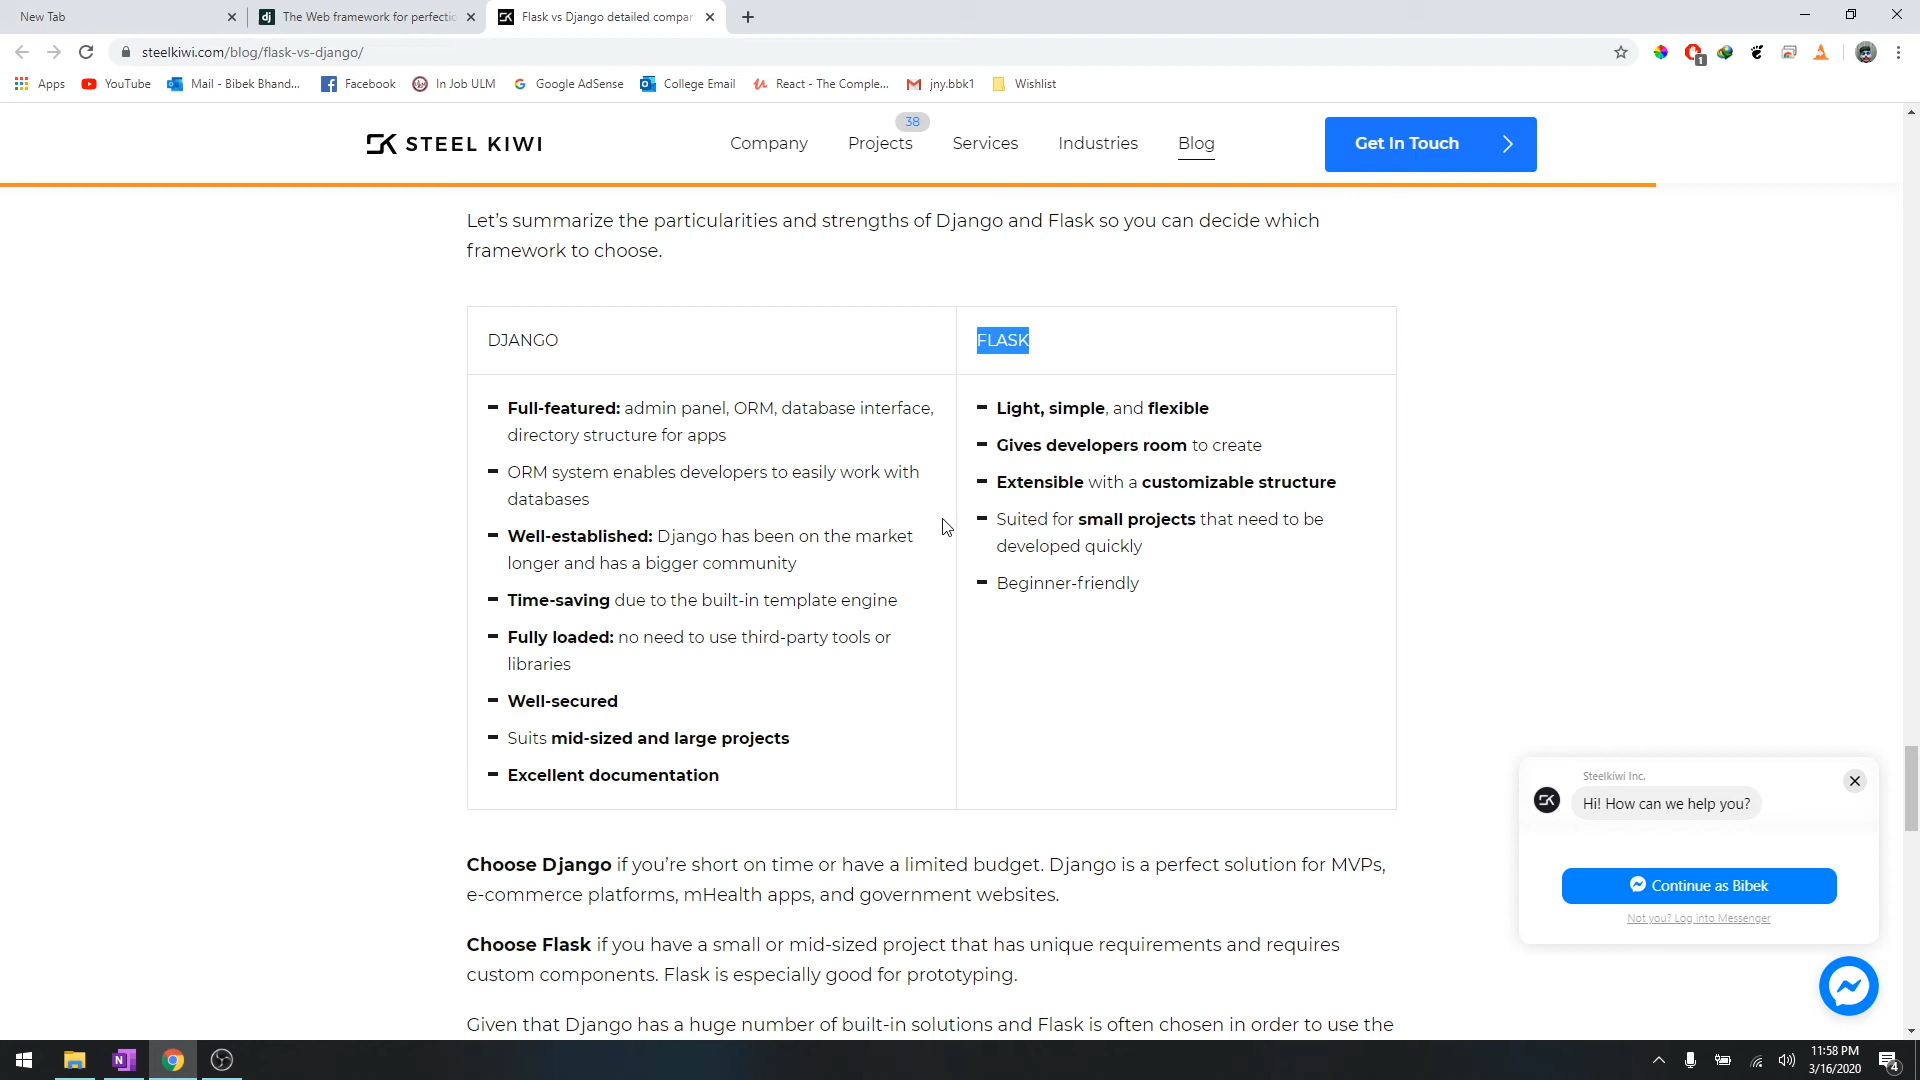 New Tab
The Web framework for perfectio
Flask vs Django detailed compar
steelkiwi.com/blog/flask-vs-django/
1
Apps
YouTube
Mail - Bibek Bhand...
Facebook
In Job ULM
Google AdSense
College Email
React - The Comple...
jny.bbk1
Wishlist
STEEL KIWI
Company
Projects
38
Services
Industries
Blog
Get In Touch
Let’s summarize the particularities and strengths of Django and Flask so you can decide which
framework to choose.
DJANGO
Full-featured: admin panel, ORM, database interface,
directory structure for apps
ORM system enables developers to easily work with
databases
Well-established: Django has been on the market
longer and has a bigger community
Time-saving due to the built-in template engine
Fully loaded: no need to use third-party tools or
libraries
Well-secured
Suits mid-sized and large projects
Excellent documentation
FLASK
Light, simple, and flexible
Gives developers room to create
Extensible with a customizable structure
Suited for small projects that need to be
developed quickly
Beginner-friendly
Choose Django if you’re short on time or have a limited budget. Django is a perfect solution for MVPs,
e-commerce platforms, mHealth apps, and government websites.
Choose Flask if you have a small or mid-sized project that has unique requirements and requires
custom components. Flask is especially good for prototyping.
Given that Django has a huge number of built-in solutions and Flask is often chosen in order to use the
Steelkiwi Inc.
Hi! How can we help you?
Continue as Bibek
Not you? Log into Messenger
11:58 PM
3/16/2020
4